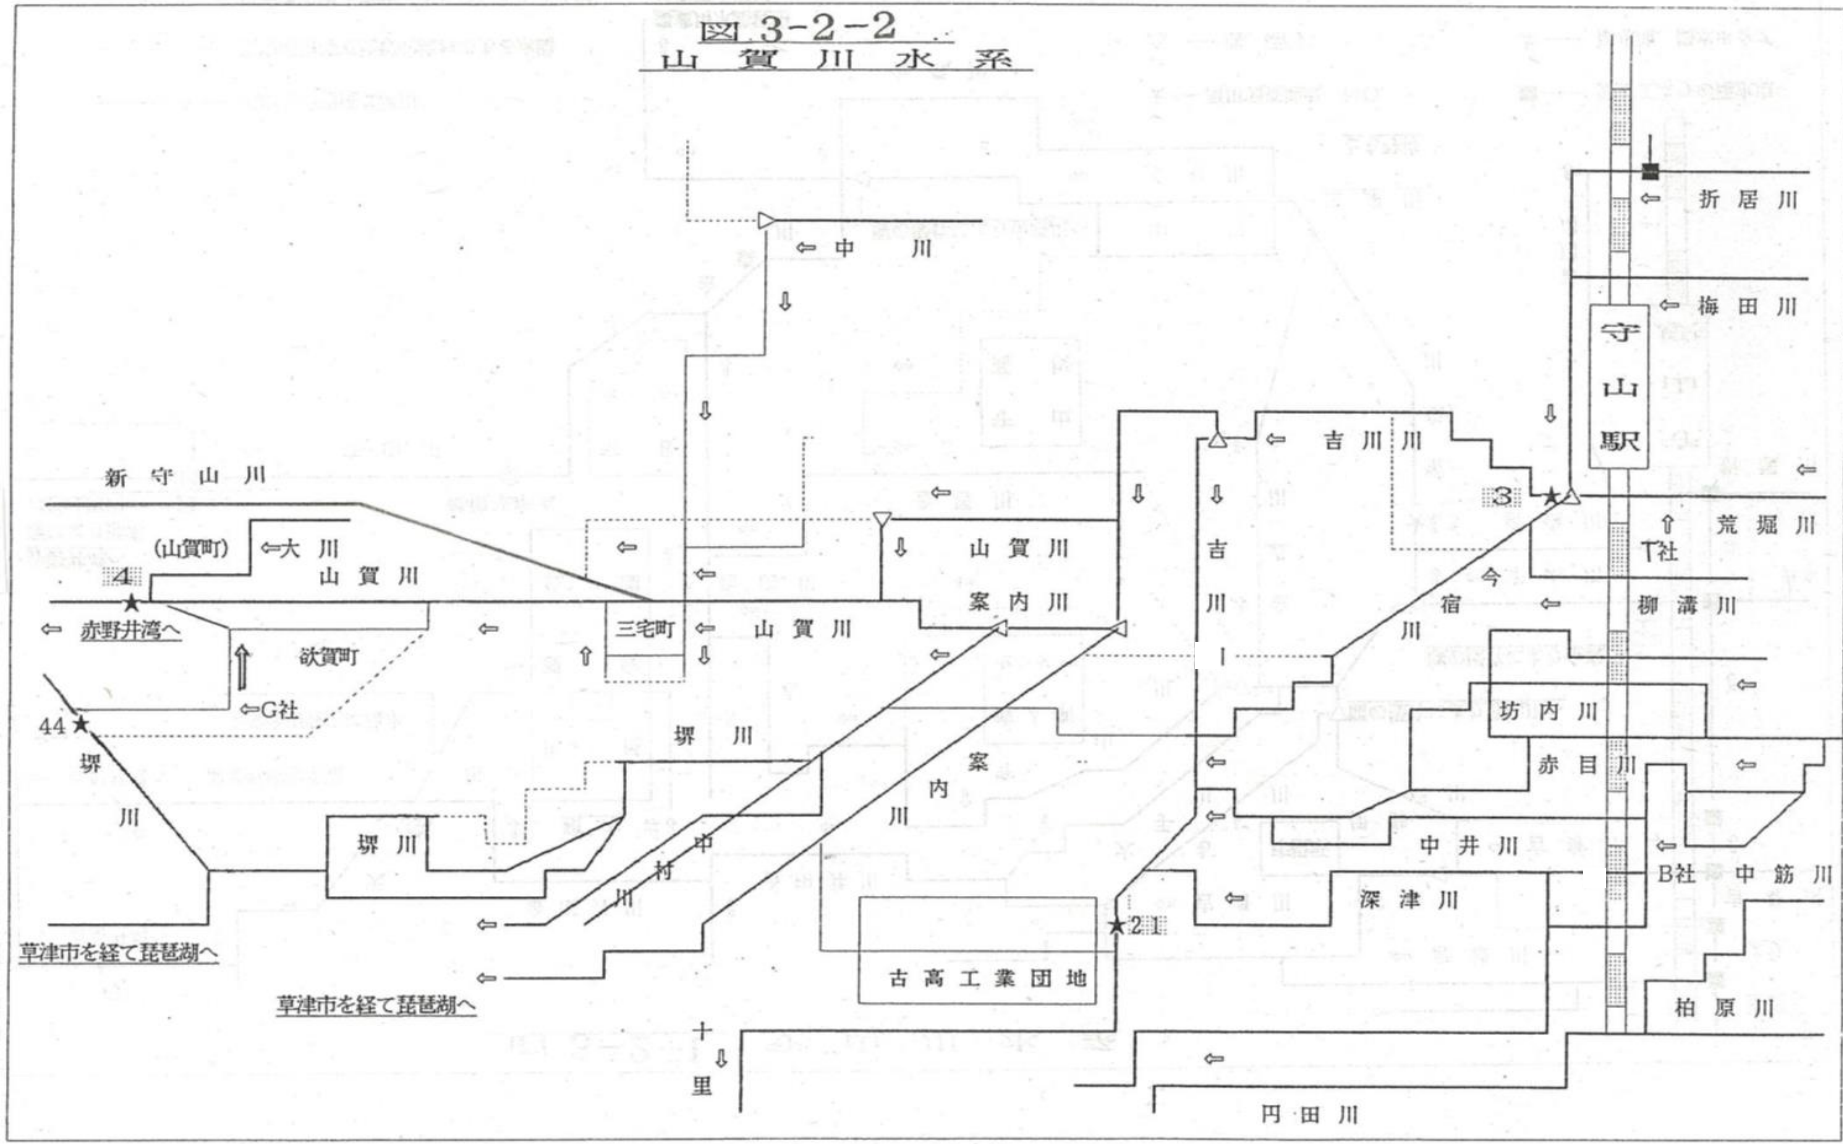 図.3-2-2
山賀川水系
折居川
中川
梅田川
守山駅
吉川川
新守山川
3
荒堀川
T社
(山賀町)
大川
山賀川
吉川
山賀川
案内川
今宿川
柳溝川
4
赤野井湾へ
三宅町
山賀川
欲賀町
G社
坊内川
44
堺川
堺川
案内川
赤目川
堺川
中村川
中井川
B社
中筋川
深津川
21
草津市を経て琵琶湖へ
古高工業団地
草津市を経て琵琶湖へ
柏原川
十里
円田川